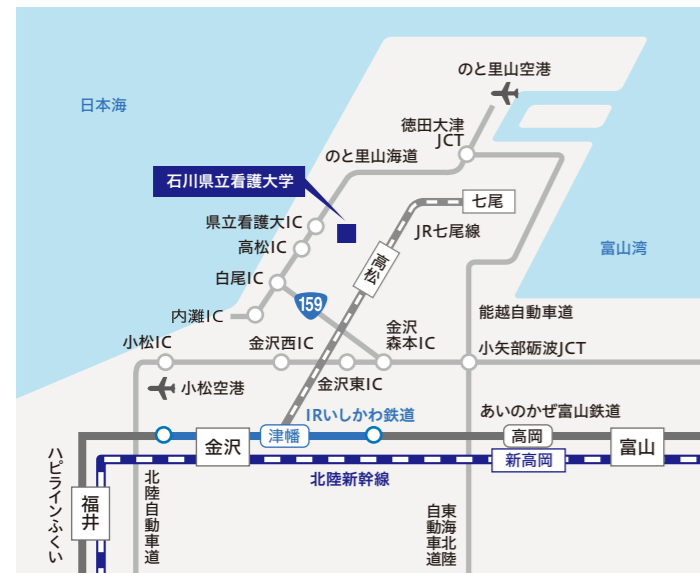 のと里山空港
日本海
徳田大津
JCT
のと里山海道
石川県立看護大学
七尾
県立看護大IC
JR七尾線
高松IC
富山湾
高松
白尾IC
159
内灘IC
能越自動車道
小松IC
金沢西IC
金沢
森本IC
小矢部砺波JCT
小松空港
金沢東IC
IRいしかわ鉄道
あいのかぜ富山鉄道
金沢
津幡
高岡
富山
新高岡
ハピラインふくい
福井
北陸自動車道
北陸新幹線
東海北陸
自動車道